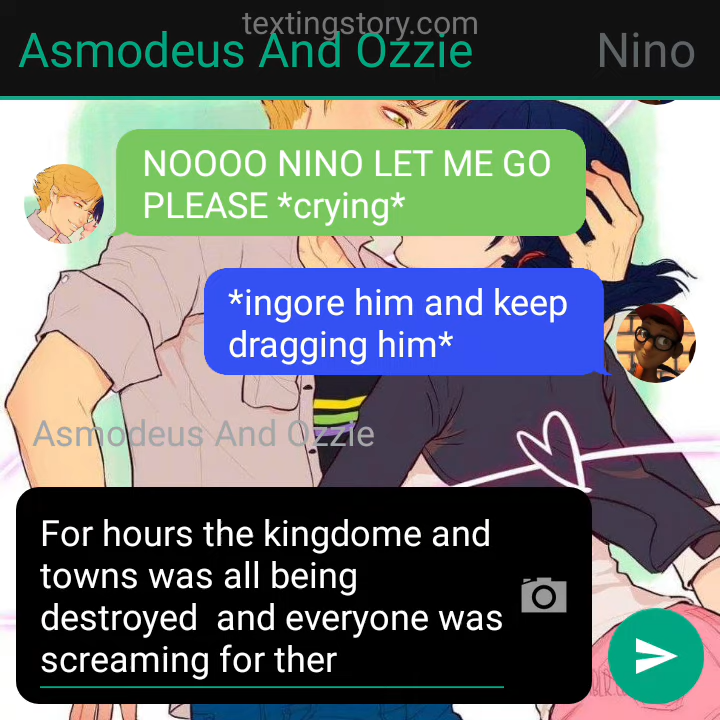 textingstory.com
Asmodeus And Ozzie
Nino
NOOOO NINO LET ME GO
PLEASE *crying*
*ingore him and keep
dragging him*
Asmodeus And Ozzie
For hours the kingdome and
towns was all being
destroyed  and everyone was
screaming for ther